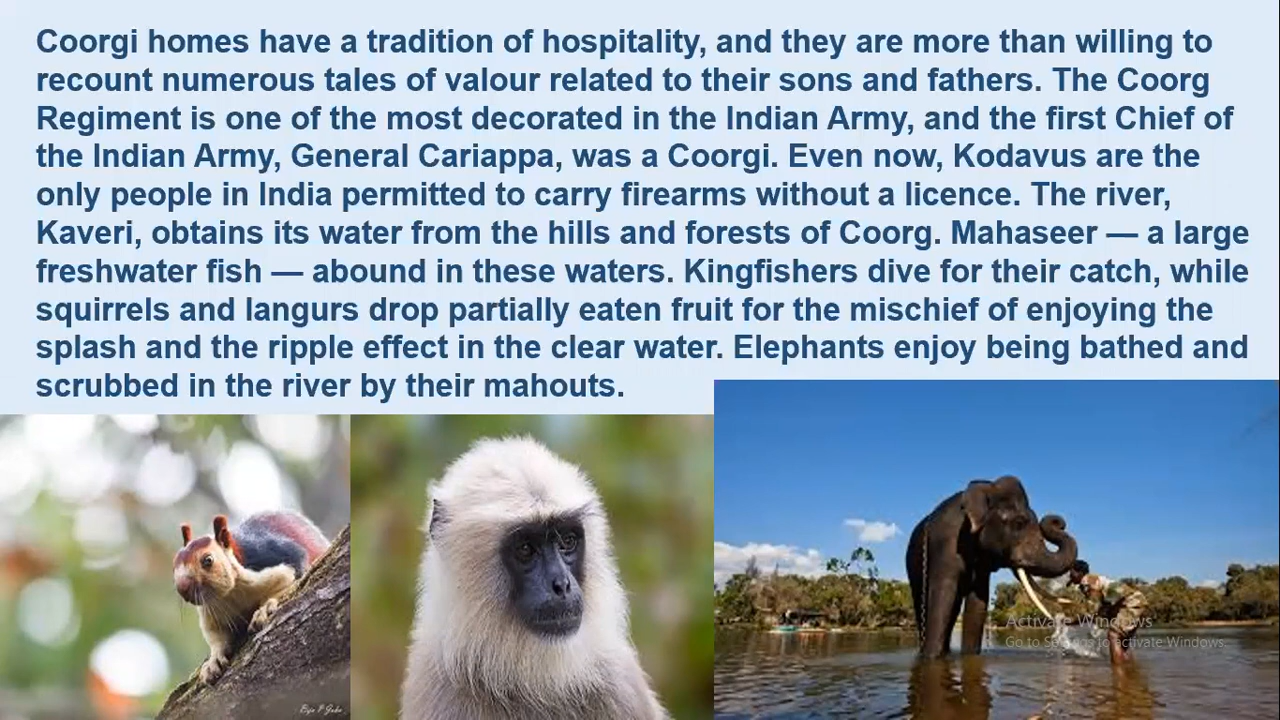 Coorgi homes have a tradition of hospitality, and they are more than willing to
recount numerous tales of valour related to their sons and fathers. The Coorg
Regiment is one of the most decorated in the Indian Army, and the first Chief of
the Indian Army, General Cariappa, was a Coorgi. Even now, Kodavus are the
only people in India permitted to carry firearms without a licence. The river,
Kaveri, obtains its water from the hills and forests of Coorg. Mahaseer — a large
freshwater fish — abound in these waters. Kingfishers dive for their catch, while
squirrels and langurs drop partially eaten fruit for the mischief of enjoying the
splash and the ripple effect in the clear water. Elephants enjoy being bathed and
scrubbed in the river by their mahouts.
Activate Windows
Go to Settings to activate Windows.